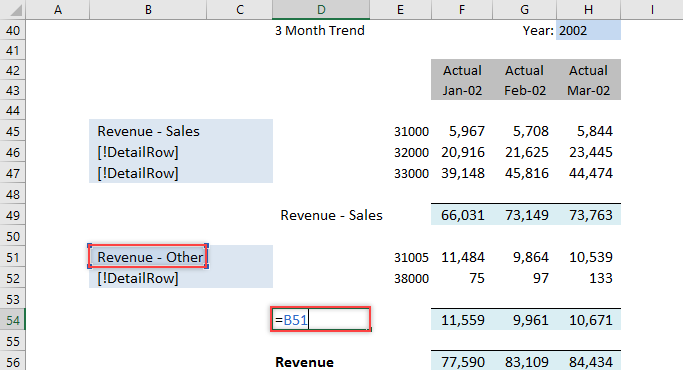 A B C D E F G H I
40 3 Month Trend Year: 2002
41
42 Actual Actual Actual
43 Jan-02 Feb-02 Mar-02
44
45 Revenue - Sales 31000 5,967 5,708 5,844
46 [!DetailRow] 32000 20,916 21,625 23,445
47 [!DetailRow] 33000 39,148 45,816 44,474
48
49 Revenue - Sales 66,031 73,149 73,763
50
51 Revenue - Other 31005 11,484 9,864 10,539
52 [!DetailRow] 38000 75 97 133
53
54 =B51 11,559 9,961 10,671
55
56 Revenue 77,590 83,109 84,434